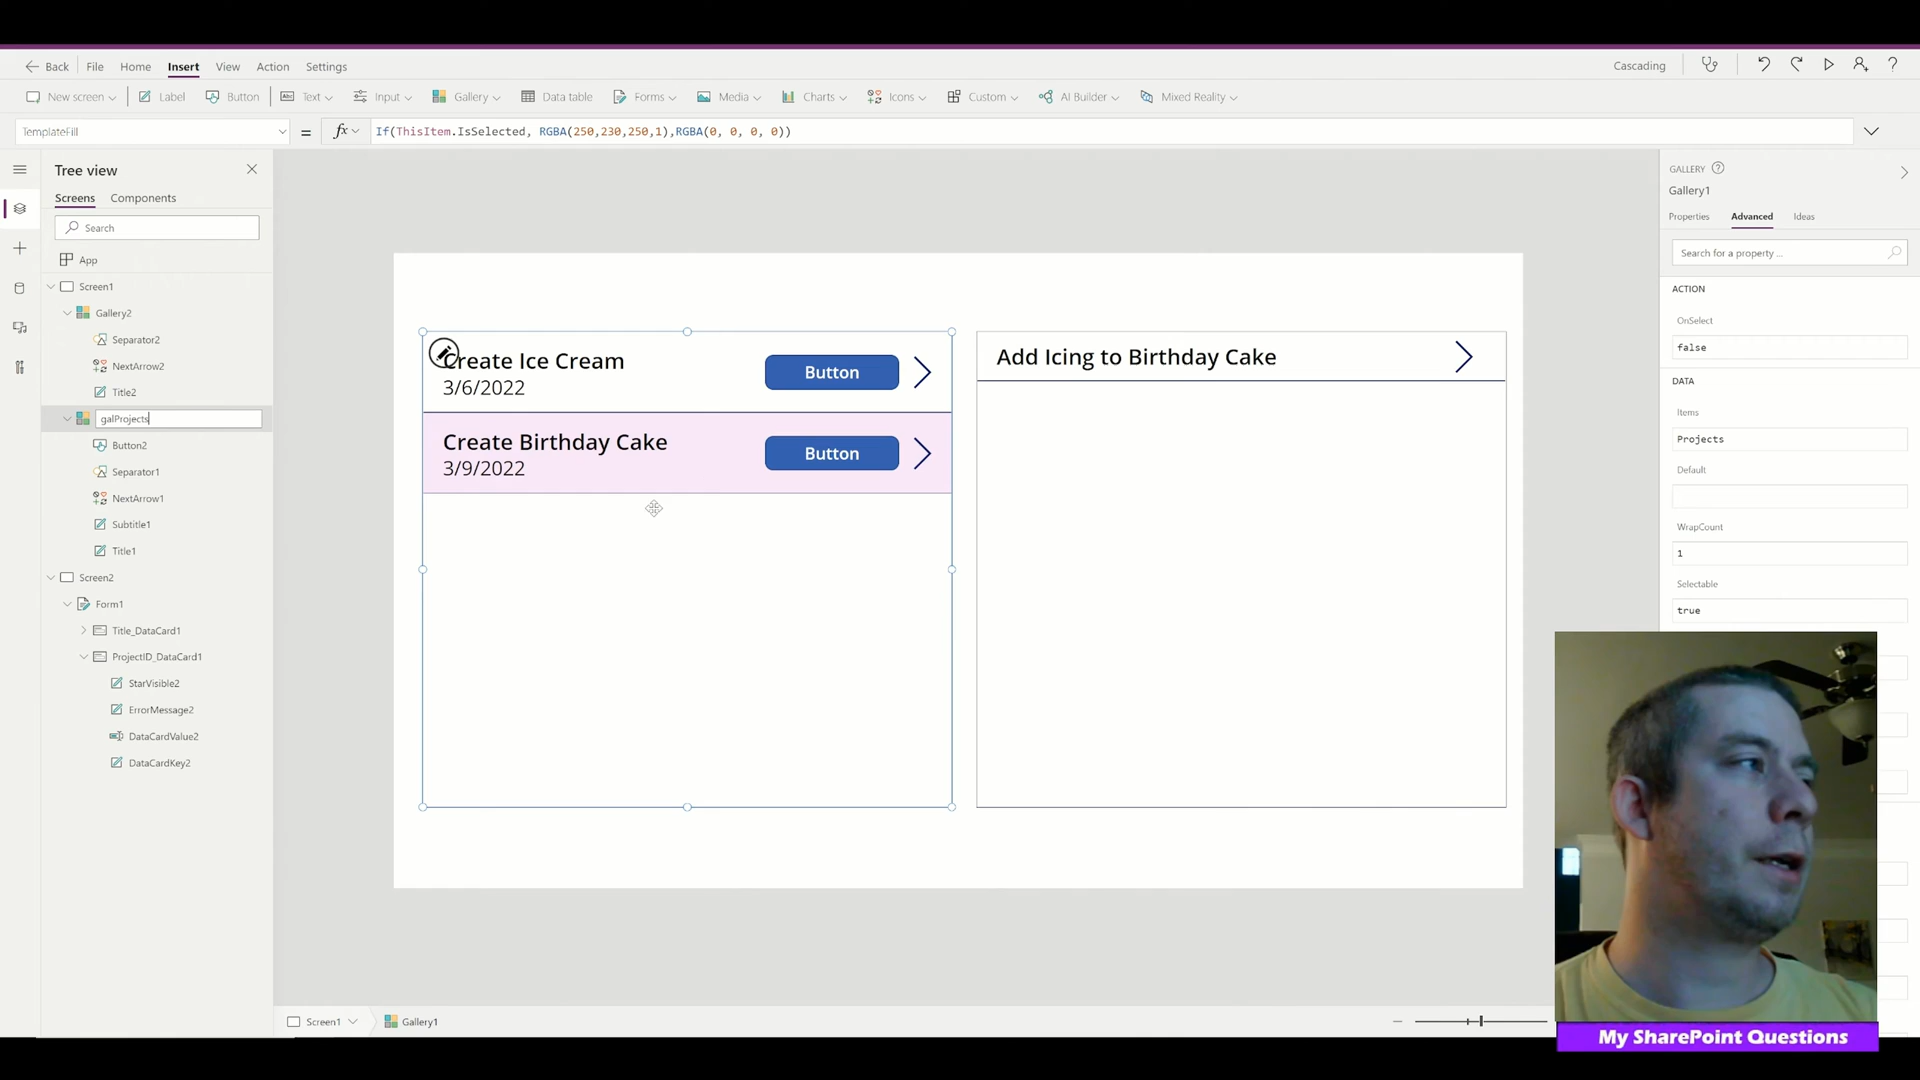 Back
File
Home
Insert
View
Action
Settings
Cascading
New screen
Label
Button
Text
Input
Gallery
Data table
Forms
Media
Charts
Icons
Custom
AI Builder
Mixed Reality
TemplateFill
=
fx
If(ThisItem.IsSelected, RGBA(250,230,250,1),RGBA(0, 0, 0, 0))
Tree view
Screens
Components
Search
App
Screen1
Gallery2
Separator2
NextArrow2
Title2
galProjects
Button2
Separator1
NextArrow1
Subtitle1
Title1
Screen2
Form1
Title_DataCard1
ProjectID_DataCard1
StarVisible2
ErrorMessage2
DataCardValue2
DataCardKey2
Create Ice Cream
3/6/2022
Button
Create Birthday Cake
3/9/2022
Button
Add Icing to Birthday Cake
GALLERY
Gallery1
Properties
Advanced
Ideas
Search for a property ...
ACTION
OnSelect
false
DATA
Items
Projects
Default
WrapCount
1
Selectable
true
Screen1
Gallery1
My SharePoint Questions